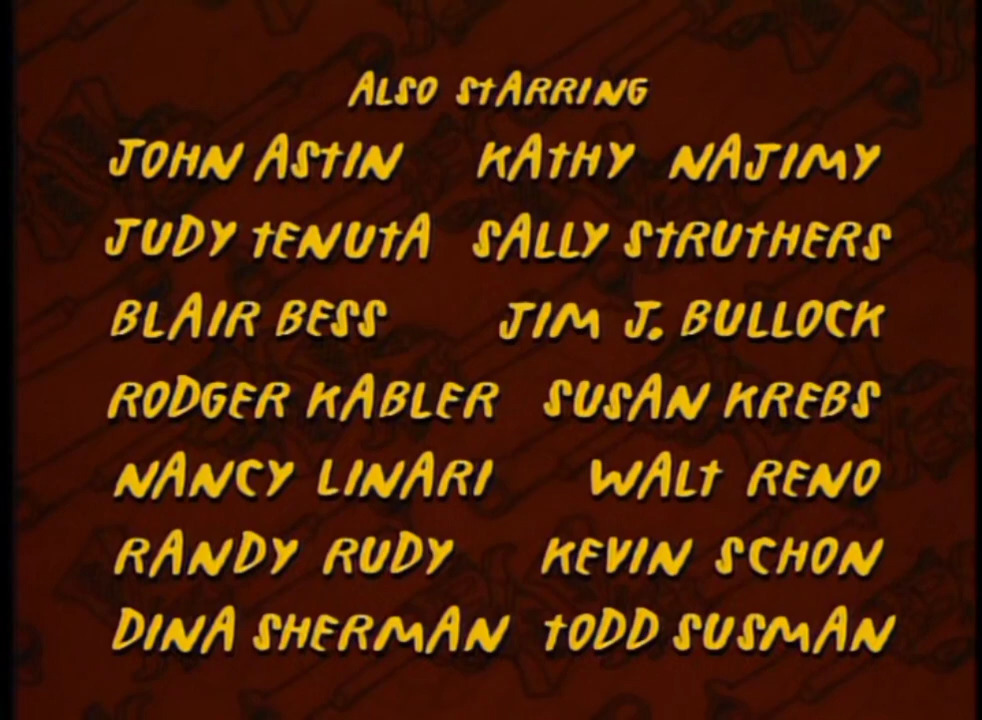 ALSO STARRING
JOHN ASTIN KATHY NAJIMY
JUDY TENUTA SALLY STRUTHERS
BLAIR BESS JIM J. BULLOCK
RODGER KABLER SUSAN KREBS
NANCY LINARI WALT RENO
RANDY RUDY KEVIN SCHON
DINA SHERMAN TODD SUSMAN